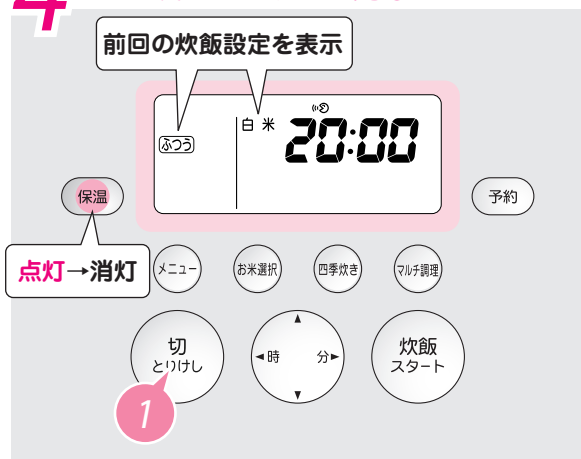 4
前回の炊飯設定を表示
ふつう
白米
20:00
保温
予約
点灯→消灯
メニュー
お米選択
四季炊き
マルチ調理
切
とりけし
1
◀時 分▶
炊飯
スタート